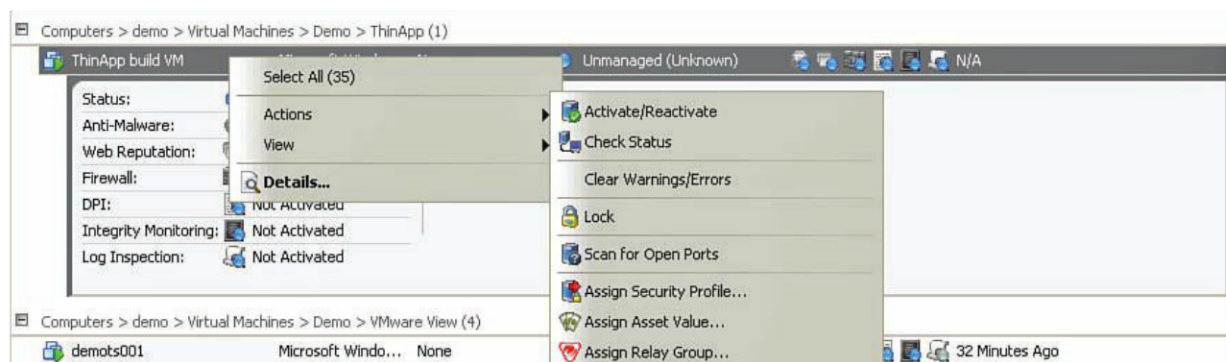 Computers > demo > Virtual Machines > Demo > ThinApp (1)
ThinApp build VM Unmanaged (Unknown) N/A
Select All (35)
Actions
View
Details...
Status:
Anti-Malware:
Web Reputation:
Firewall:
DPI: Not Activated
Integrity Monitoring: Not Activated
Log Inspection: Not Activated
Activate/Reactivate
Check Status
Clear Warnings/Errors
Lock
Scan for Open Ports
Assign Security Profile...
Assign Asset Value...
Assign Relay Group...
Computers > demo > Virtual Machines > Demo > VMware View (4)
demots001 Microsoft Windo... None 32 Minutes Ago